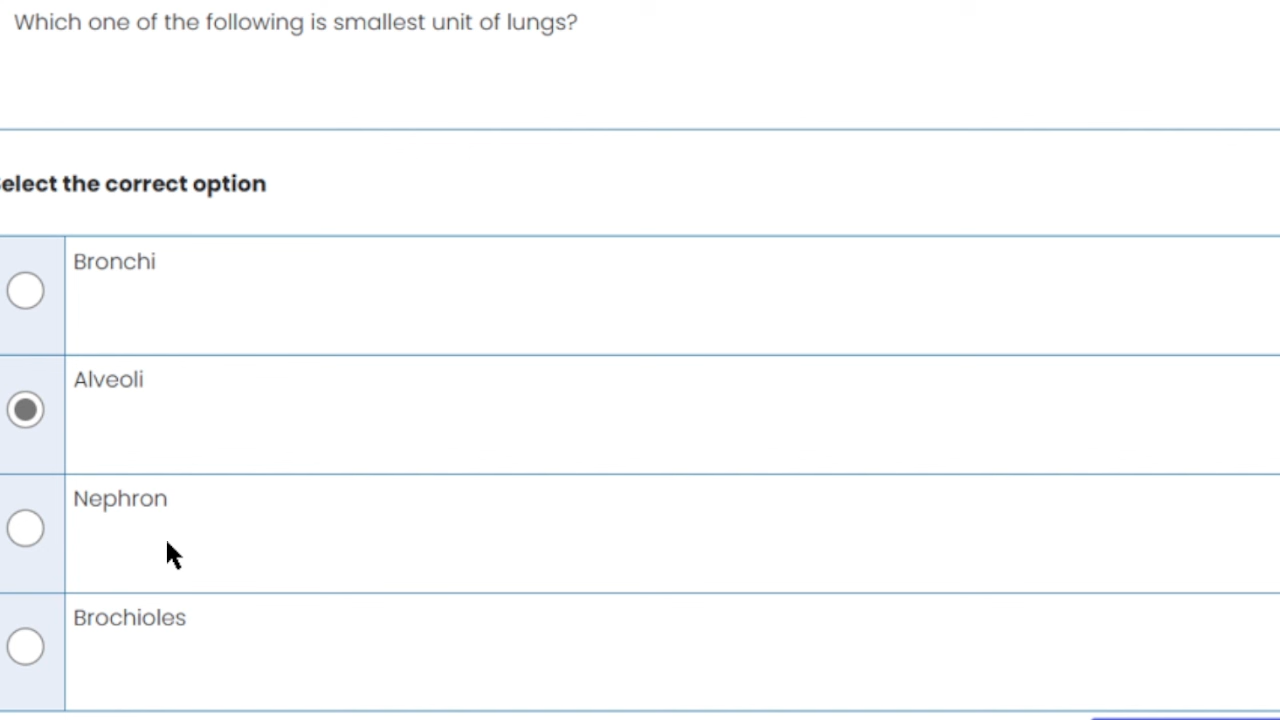 Which one of the following is smallest unit of lungs?
elect the correct option
Bronchi
Alveoli
Nephron
Brochioles